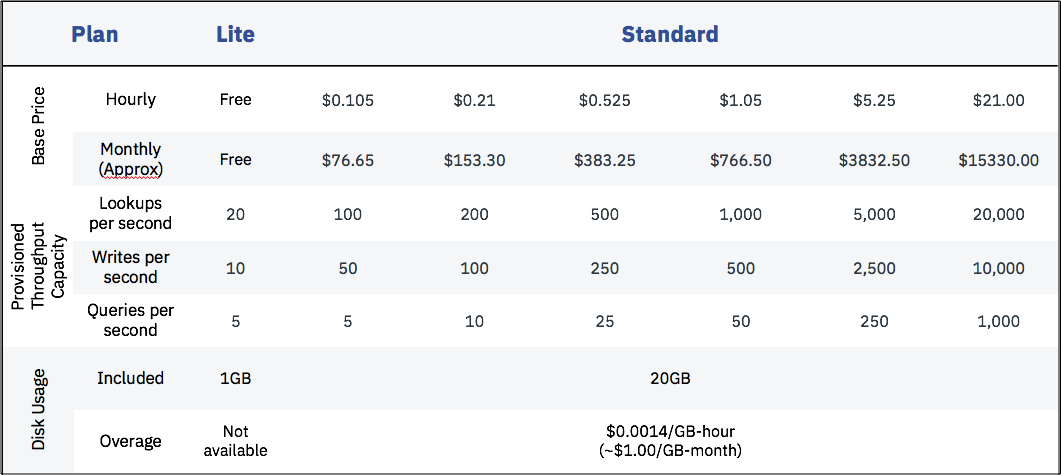 Plan Lite Standard
Base Price
Hourly Free $0.105 $0.21 $0.525 $1.05 $5.25 $21.00
Monthly
(Approx) Free $76.65 $153.30 $383.25 $766.50 $3832.50 $15330.00
Provisioned
Throughput
Capacity
Lookups
per second 20 100 200 500 1,000 5,000 20,000
Writes per
second 10 50 100 250 500 2,500 10,000
Queries per
second 5 5 10 25 50 250 1,000
Disk Usage
Included 1GB 20GB
Overage
Not
available
$0.0014/GB-hour
(~$1.00/GB-month)